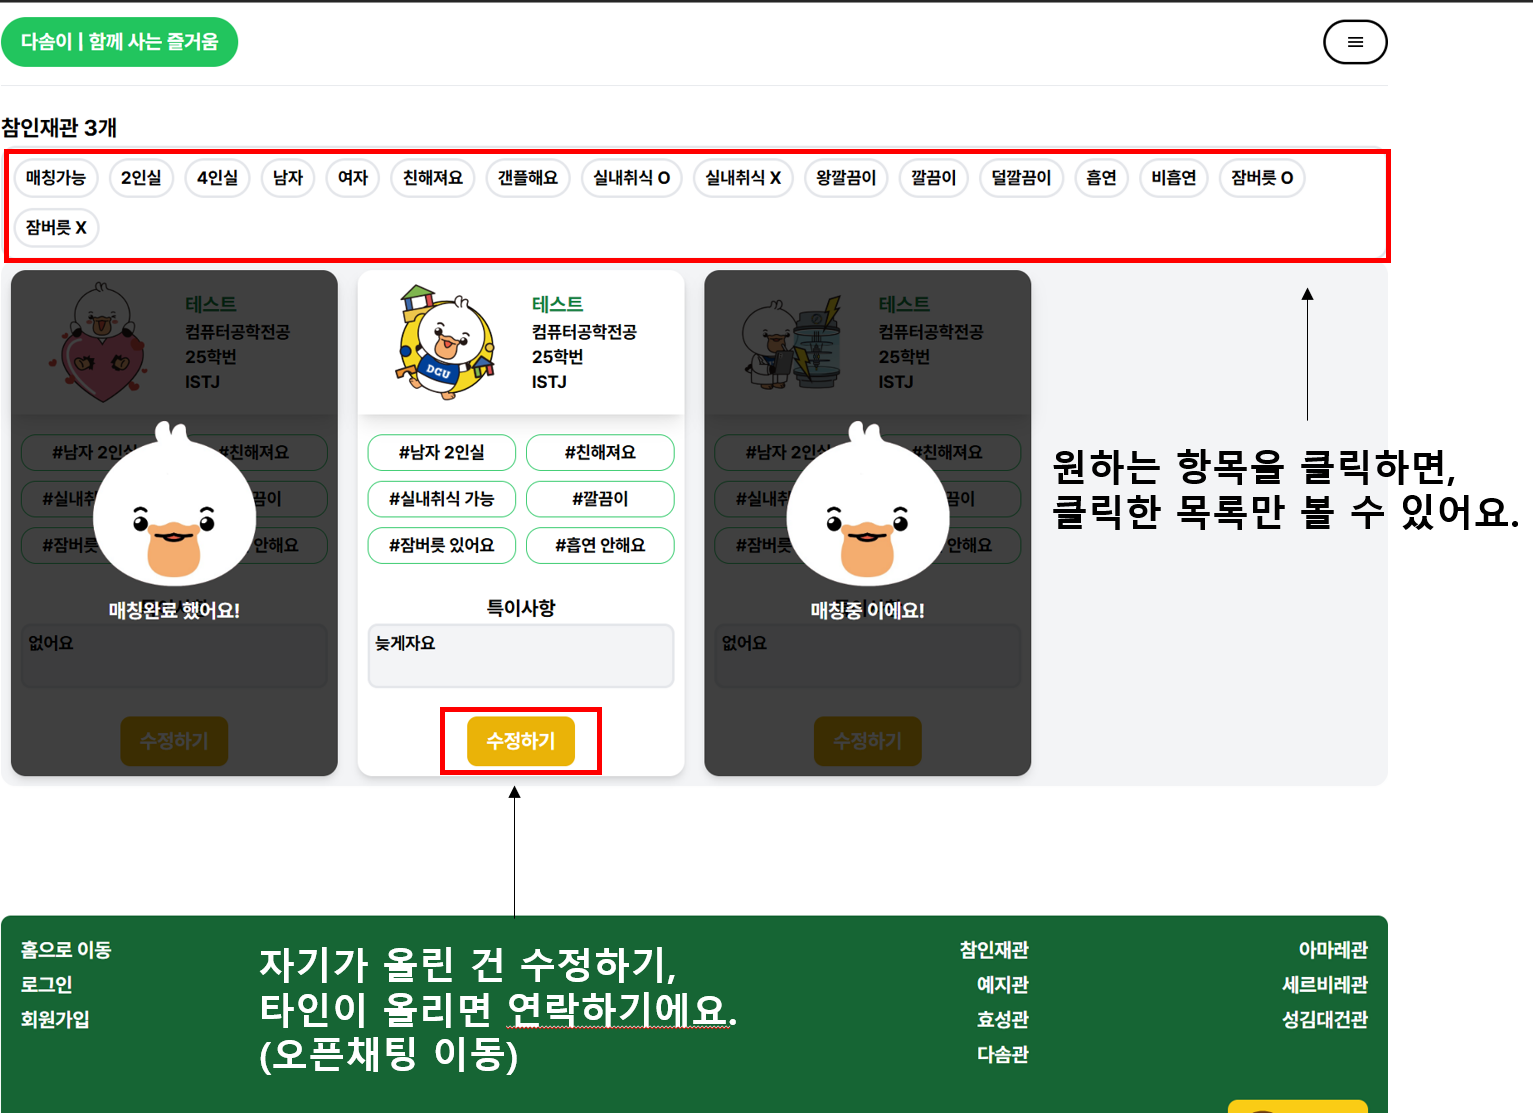 다솜이 | 함께 사는 즐거움
참인재관 3개
매칭가능 2인실 4인실 남자 여자 친해져요 갠플해요 실내취식 O 실내취식 X 왕깔끔이 깔끔이 덜깔끔이 흡연 비흡연 잠버릇 O
잠버릇 X
테스트
컴퓨터공학전공
25학번
ISTJ
#남자 2인실
#친해져요
#실내취
끔이
#잠버릇
안해요
매칭완료 했어요!
없어요
수정하기
테스트
컴퓨터공학전공
25학번
ISTJ
DGU
#남자 2인실 #친해져요
#실내취식 가능 #깔끔이
#잠버릇 있어요 #흡연 안해요
특이사항
늦게자요
수정하기
테스트
컴퓨터공학전공
25학번
ISTJ
#남자 2인
#친해져요
#실내취
끔이
#잠버릇
안해요
매칭중 이에요!
없어요
수정하기
원하는 항목을 클릭하면,
클릭한 목록만 볼 수 있어요.
홈으로 이동
로그인
회원가입
자기가 올린 건 수정하기,
타인이 올리면 연락하기에요.
(오픈채팅 이동)
참인재관
예지관
효성관
다솜관
아마레관
세르비레관
성김대건관